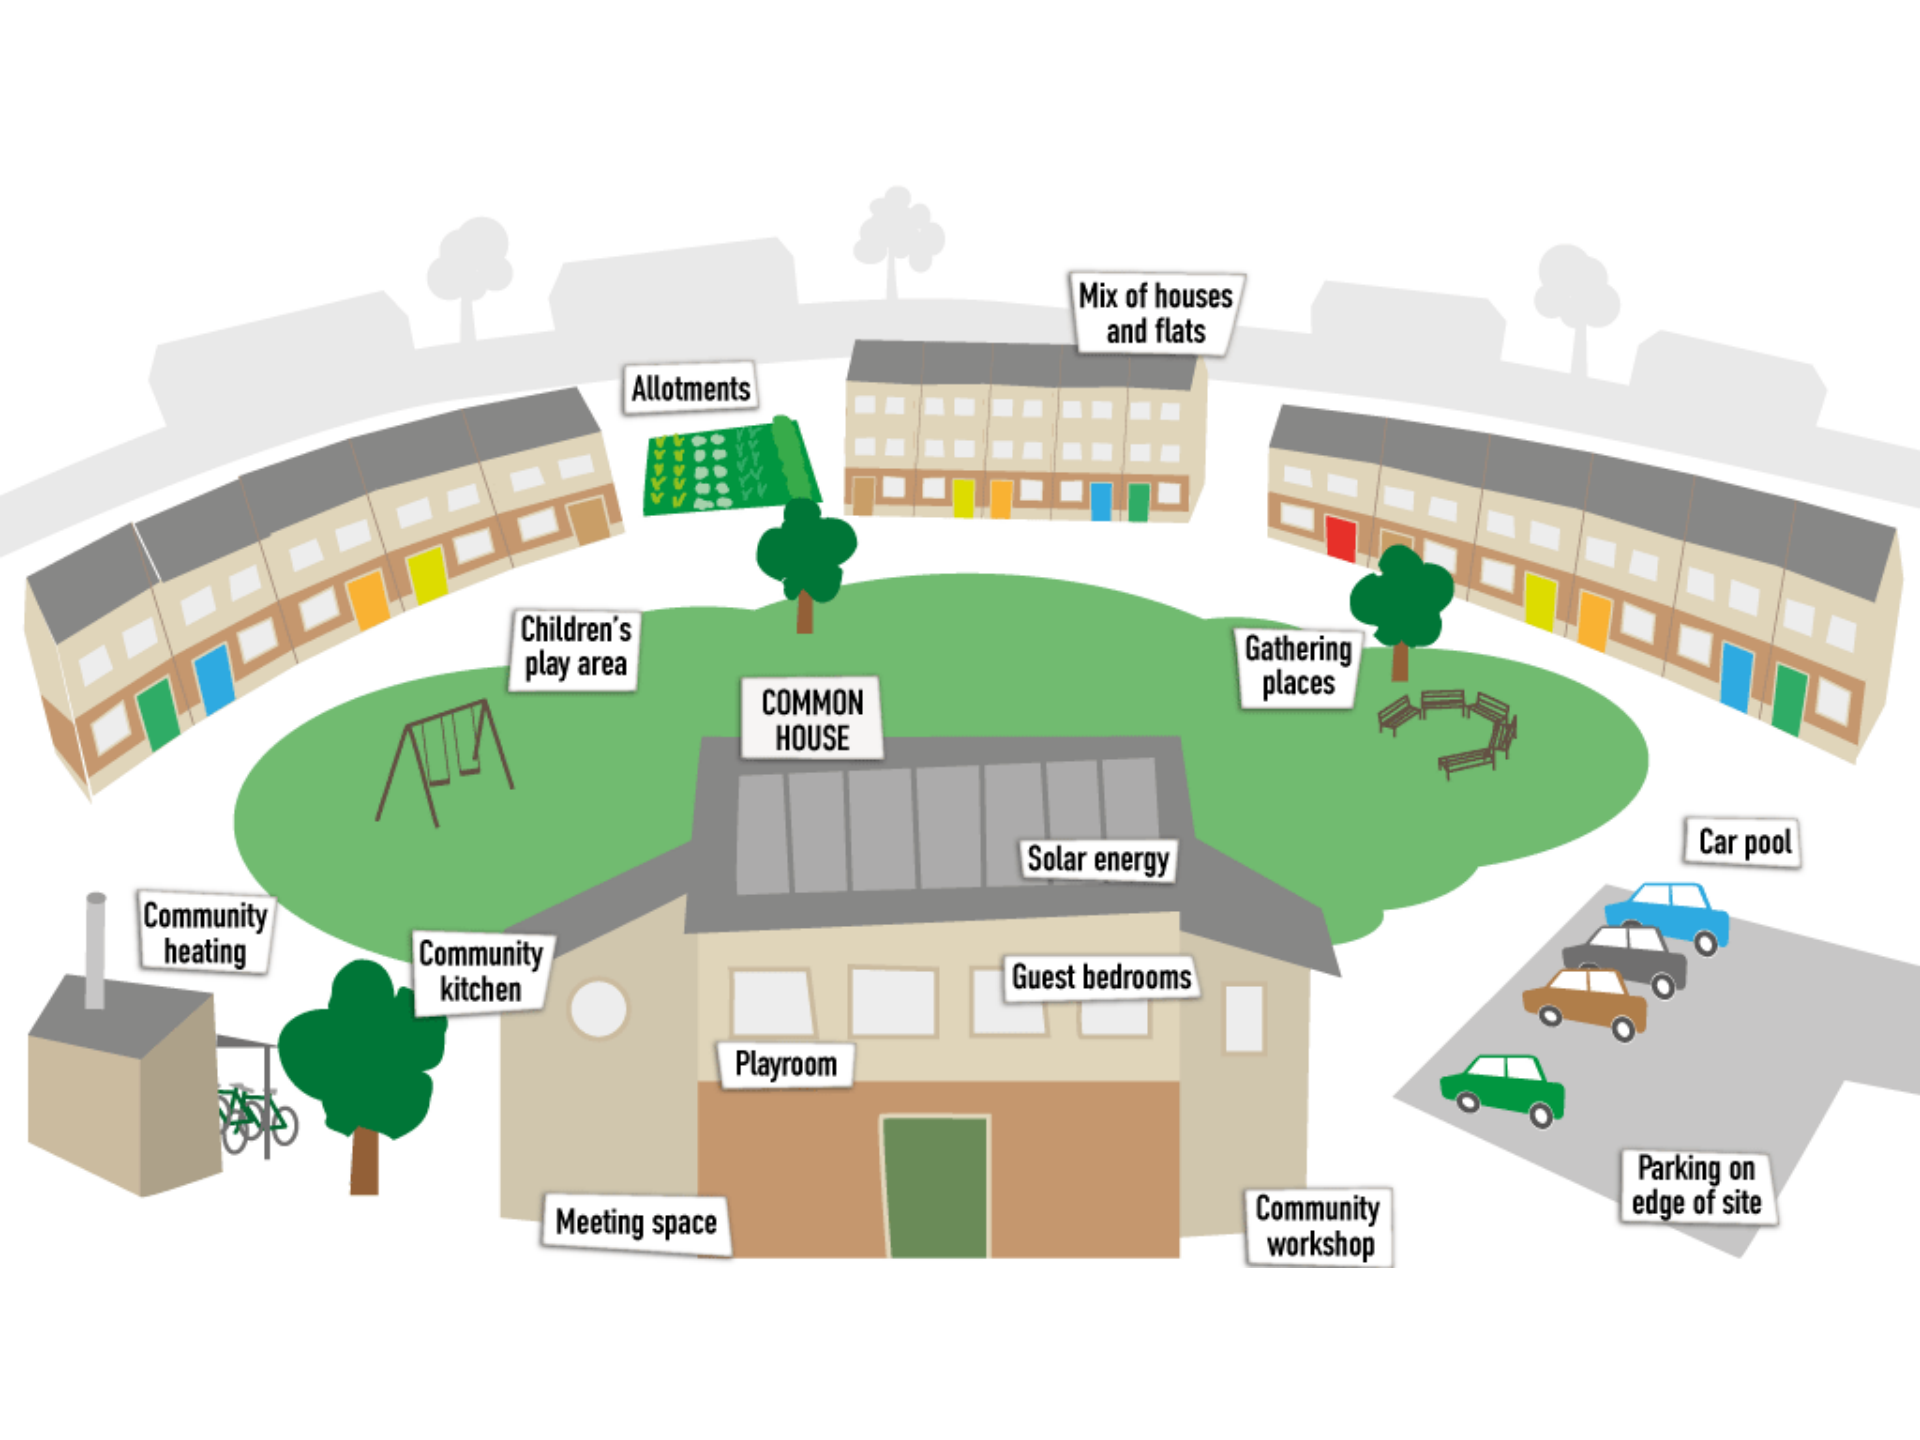 Mix of houses
and flats
Allotments
Children's
play area
Gathering
places
COMMON
HOUSE
Car pool
Solar energy
Community
heating
Community
kitchen
Guest bedrooms
Playroom
Parking on
edge of site
Meeting space
Community
workshop